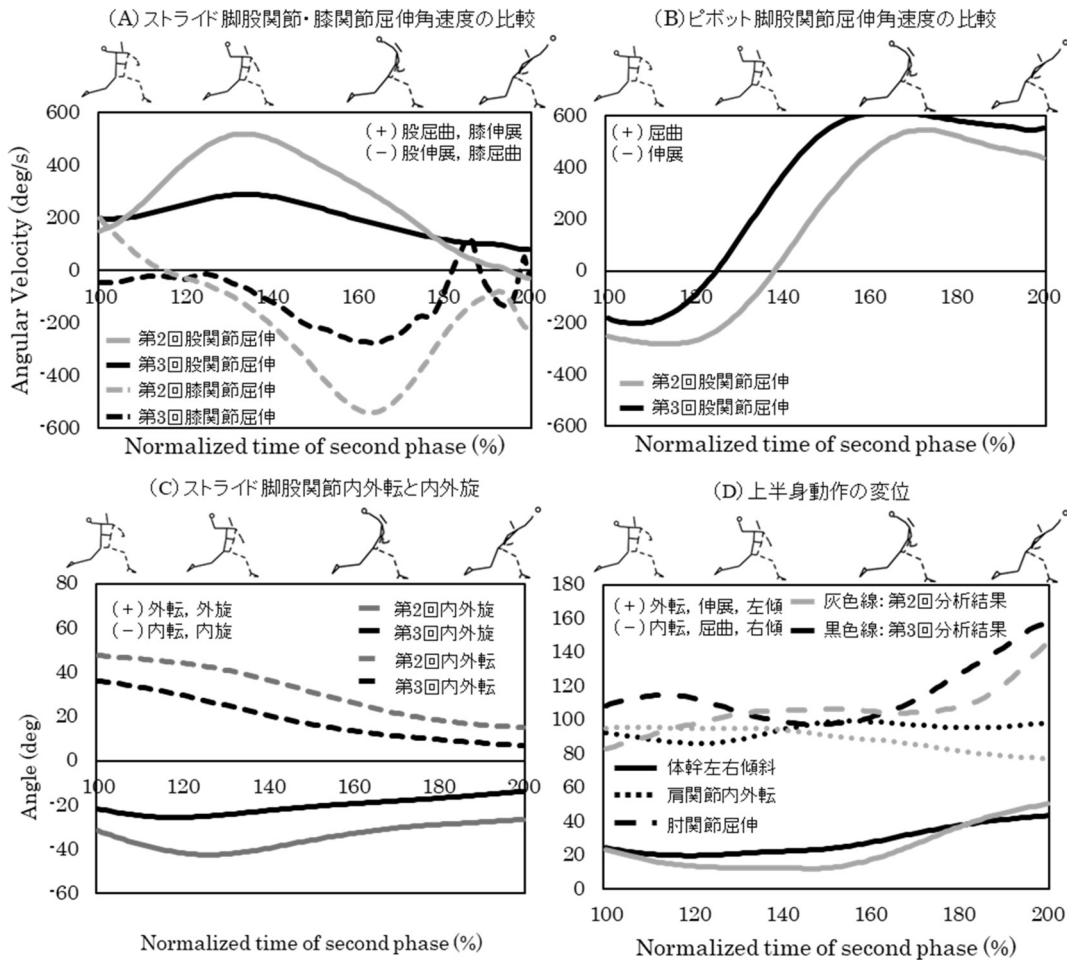 (A)ストライド脚股関節・膝関節屈伸角速度の比較
600
400
200
0
-200
-400
-600
Angular Velocity (deg/s)
(+)股屈曲, 膝伸展
(−)股伸展, 膝屈曲
100
120
140
160
180
200
第2回股関節屈伸
第3回股関節屈伸
第2回膝関節屈伸
第3回膝関節屈伸
Normalized time of second phase (%)
(B)ピボット脚股関節屈伸角速度の比較
600
400
200
0
-200
-400
-600
(+)屈曲
(−)伸展
100
120
140
160
180
200
第2回股関節屈伸
第3回股関節屈伸
Normalized time of second phase (%)
(C)ストライド脚股関節内外転と内外旋
80
60
40
20
0
-20
-40
-60
Angle (deg)
(+)外転, 外旋
(−)内転, 内旋
第2回内外旋
第3回内外旋
第2回内外転
第3回内外転
100
120
140
160
180
200
Normalized time of second phase (%)
(D)上半身動作の変位
180
160
140
120
100
80
60
40
20
0
(+)外転, 伸展, 左傾
(−)内転, 屈曲, 右傾
灰色線:第2回分析結果
黒色線:第3回分析結果
体幹左右傾斜
肩関節内外転
肘関節屈伸
100
120
140
160
180
200
Normalized time of second phase (%)